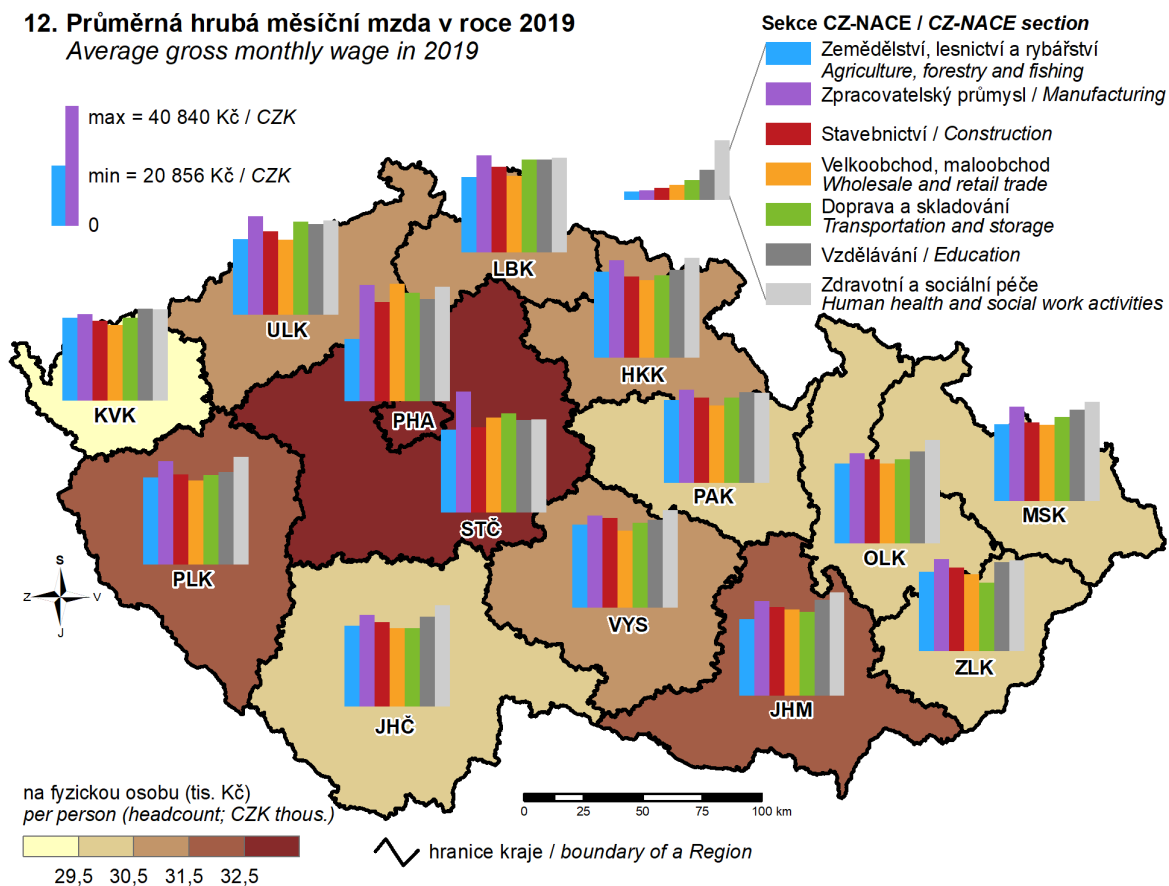 12. Průměrná hrubá měsíční mzda v roce 2019
Average gross monthly wage in 2019
max = 40 840 Kč / CZK
min = 20 856 Kč / CZK
0
Sekce CZ-NACE / CZ-NACE section
Zemědělství, lesnictví a rybářství
Agriculture, forestry and fishing
Zpracovatelský průmysl / Manufacturing
Stavebnictví / Construction
Velkoobchod, maloobchod
Wholesale and retail trade
Doprava a skladování
Transportation and storage
Vzdělávání / Education
Zdravotní a sociální péče
Human health and social work activities
LBK
ULK
HKK
KVK
PHA
PAK
STČ
MSK
OLK
PLK
VYS
ZLK
JHM
JHČ
S
Z
V
J
na fyzickou osobu (tis. Kč)
per person (headcount; CZK thous.)
29,5 30,5 31,5 32,5
0 25 50 75 100 km
hranice kraje / boundary of a Region